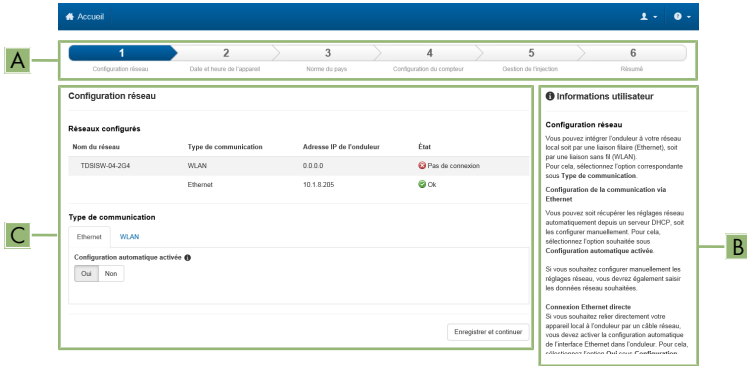 Accueil
A
1 2 3 4 5 6
Configuration réseau Date et heure de l'appareil Norme du pays Configuration du compteur Gestion de l'injection Résumé
C
Configuration réseau
Réseaux configurés
Nom du réseau Type de communication Adresse IP de l'onduleur État
TDSISW-04-2G4 WLAN 0.0.0.0 Pas de connexion
Ethernet 10.1.8.205 Ok
Type de communication
Ethernet WLAN
Configuration automatique activée
Oui Non
Enregistrer et continuer
B
Informations utilisateur
Configuration réseau
Vous pouvez intégrer l'onduleur à votre réseau
local soit par une liaison filaire (Ethernet), soit
par une liaison sans fil (WLAN).
Pour cela, sélectionnez l'option correspondante
sous Type de communication.
Configuration de la communication via
Ethernet
Vous pouvez soit récupérer les réglages réseau
automatiquement depuis un serveur DHCP, soit
les configurer manuellement. Pour cela,
sélectionnez l'option souhaitée sous
Configuration automatique activée.
Si vous souhaitez configurer manuellement les
réglages réseau, vous devrez également saisir
les données réseau souhaitées.
Connexion Ethernet directe
Si vous souhaitez relier directement votre
appareil local à l'onduleur par un câble réseau,
vous devez activer la configuration automatique
de l'interface Ethernet dans l'onduleur. Pour cela,
sélectionnez l'option Oui sous Configuration